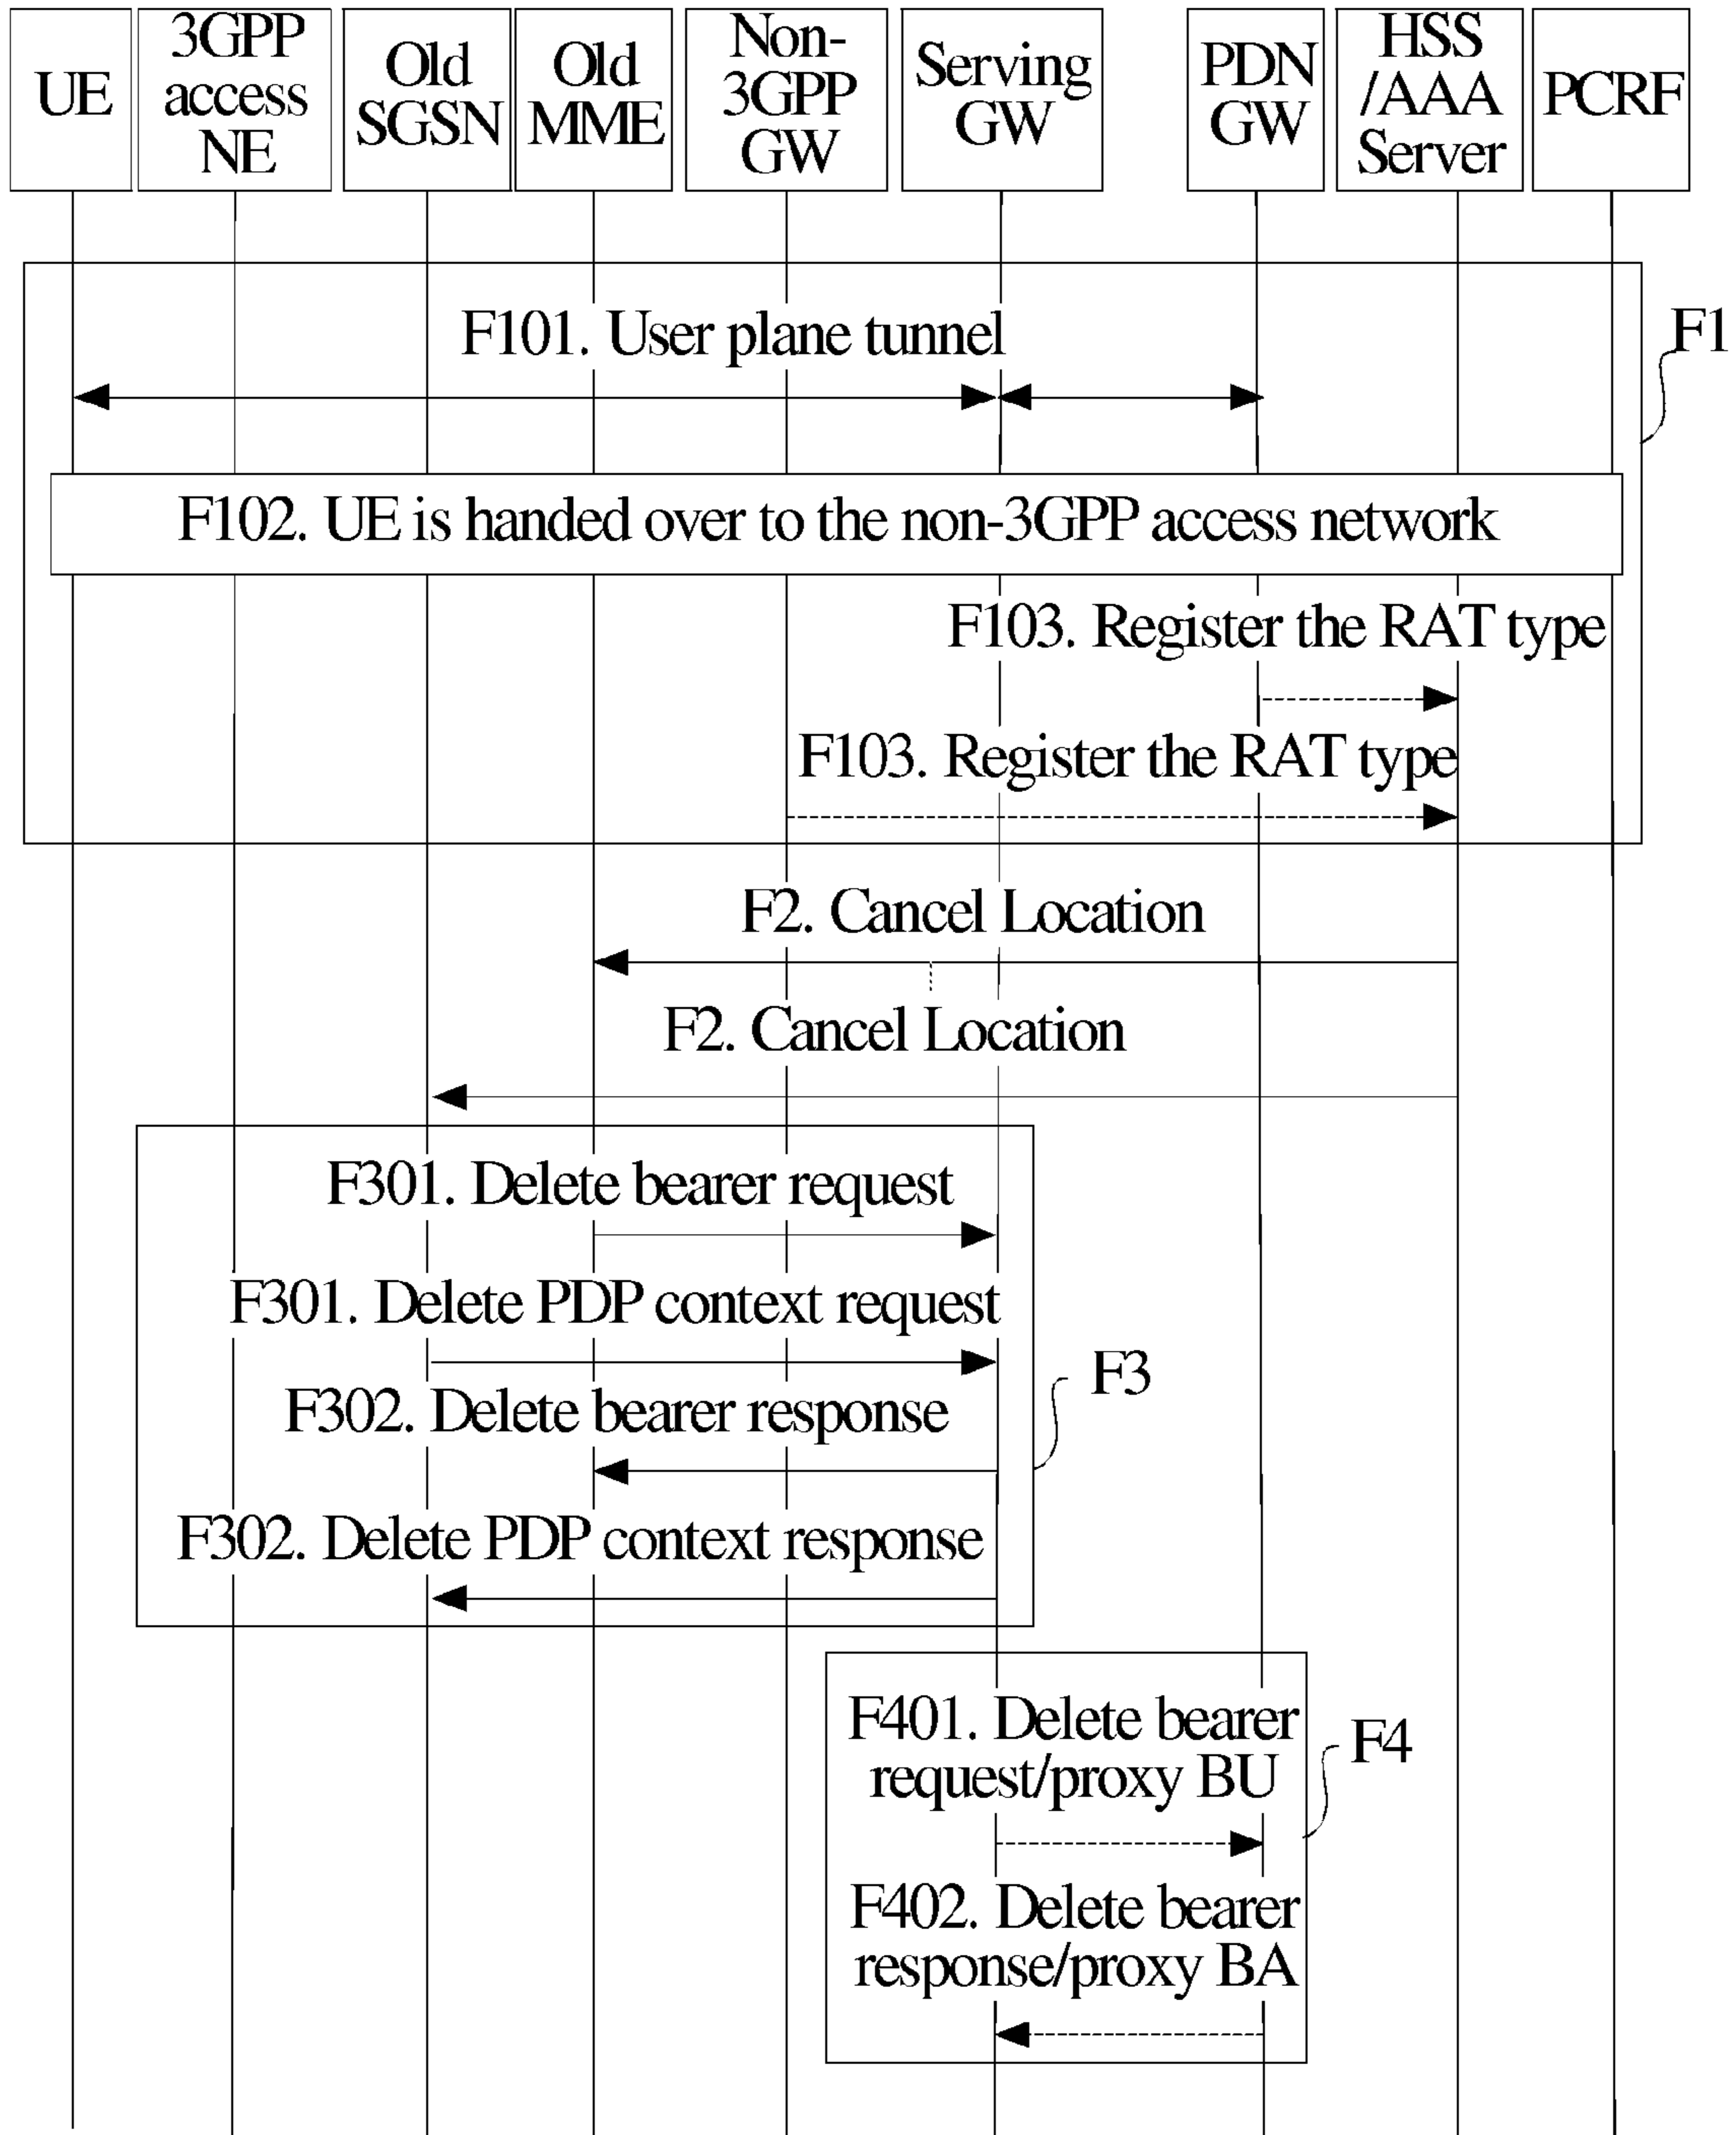 UE
3GPP
access
NE
Old
SGSN
Old
MME
Non-
3GPP
GW
Serving
GW
PDN
GW
HSS
/AAA
Server
PCRF
F101. User plane tunnel
F1
F102. UE is handed over to the non-3GPP access network
F103. Register the RAT type
F103. Register the RAT type
F2. Cancel Location
F2. Cancel Location
F301. Delete bearer request
F301. Delete PDP context request
F3
F302. Delete bearer response
F302. Delete PDP context response
F401. Delete bearer
request/proxy BU
F4
F402. Delete bearer
response/proxy BA